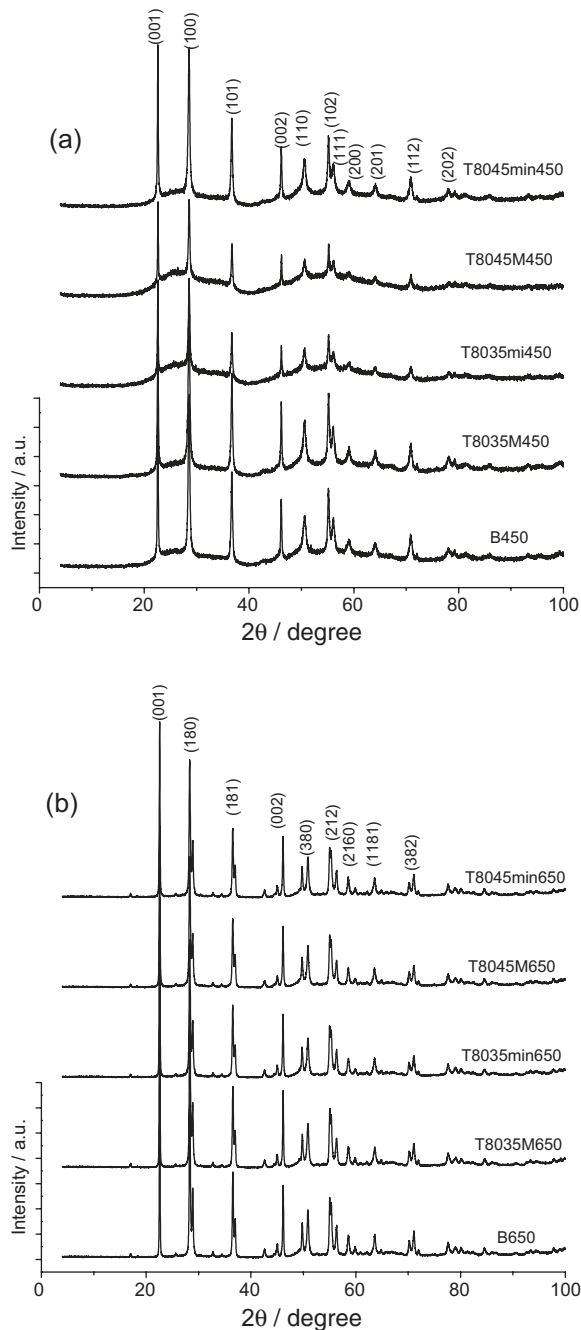 (001)
(100)
(101)
(002)
(110)
(102)
(111)
(200)
(201)
(112)
(202)
(a)
T8045min450
T8045M450
T8035mi450
T8035M450
B450
Intensity / a.u.
0 20 40 60 80 100
2θ / degree
(001)
(180)
(181)
(002)
(380)
(212)
(2160)
(1181)
(382)
(b)
T8045min650
T8045M650
T8035min650
T8035M650
B650
Intensity / a.u.
0 20 40 60 80 100
2θ / degree